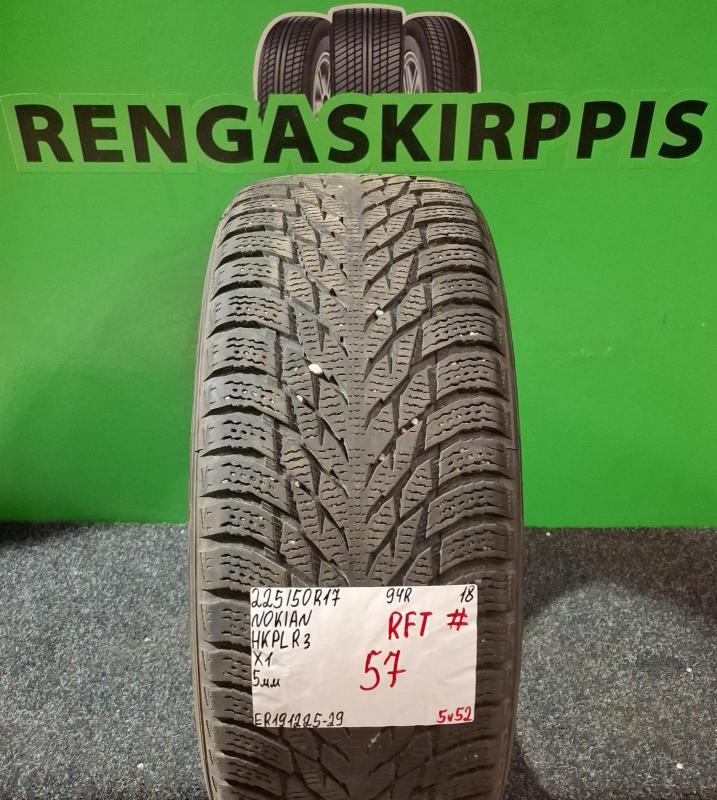 RENGASKIRPPIS
225/50R17 94R 18
NOKIAN RFT #
HKPL R3
X1 57
5мм
ER191225-29 5v52